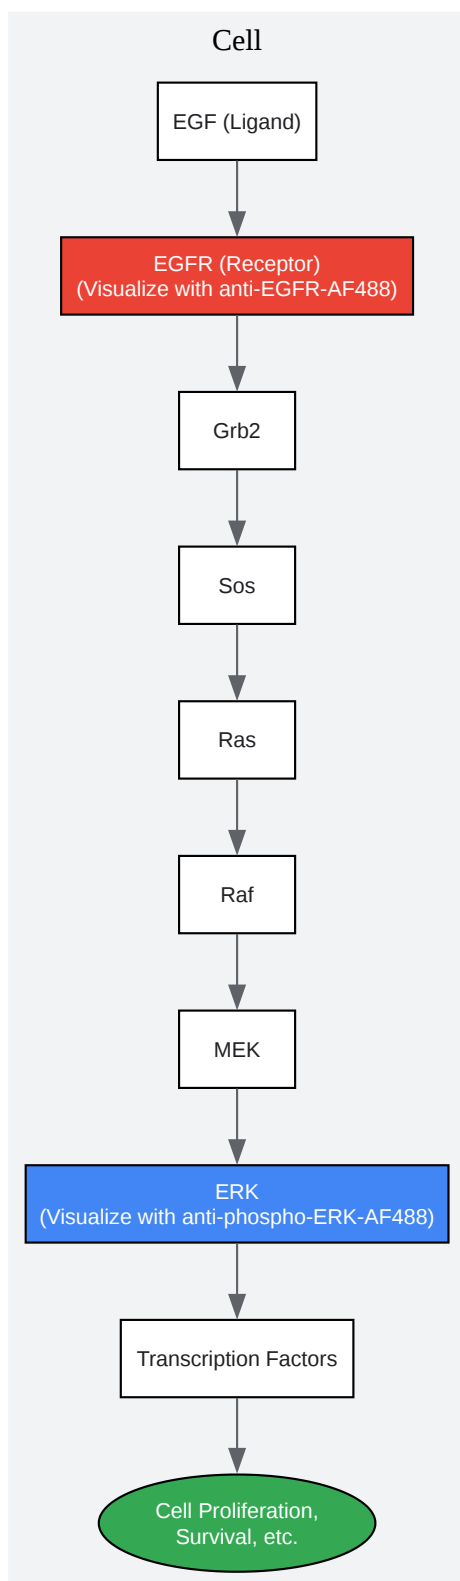 Cell
EGF (Ligand)
EGFR (Receptor)
(Visualize with anti-EGFR-AF488)
Grb2
Sos
Ras
Raf
MEK
ERK
(Visualize with anti-phospho-ERK-AF488)
Transcription Factors
Cell Proliferation,
Survival, etc.